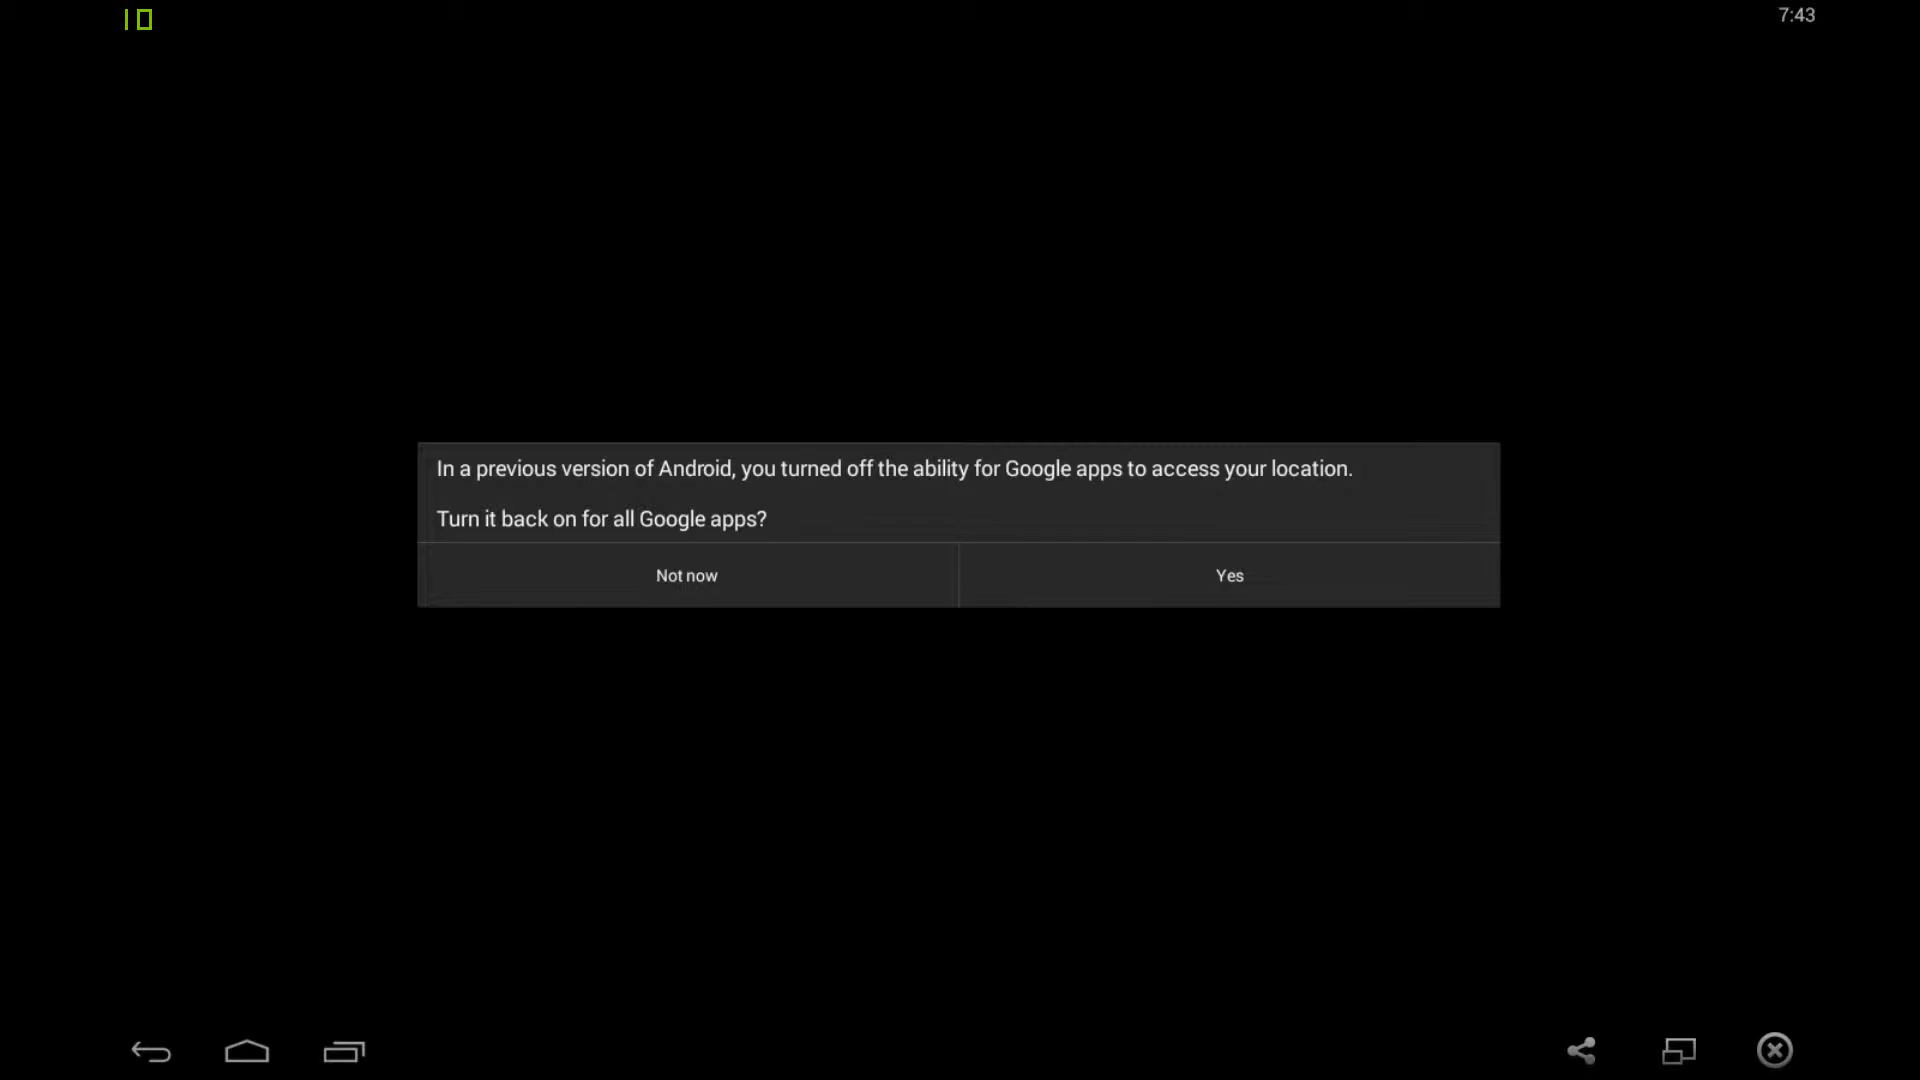 10
7:43
In a previous version of Android, you turned off the ability for Google apps to access your location.
Turn it back on for all Google apps?
Not now
Yes